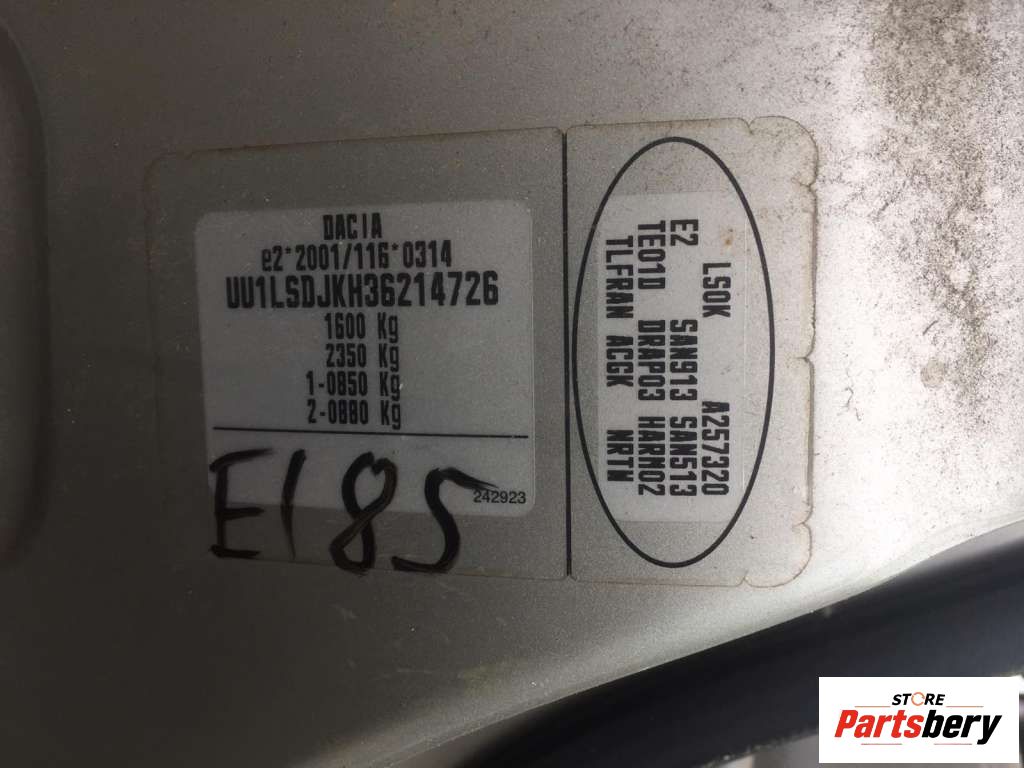 DACIA
e2*2001/116*0314
UU1LSDJKH36214726
1600 Kg
2350 Kg
1-0850 Kg
2-0880 Kg
E185
242923
LS0K A257320
E2 SAN913 SAN513
TE01D DRAP03 HARM02
TLFRAN ACGK NRTN
STORE
Partsbery